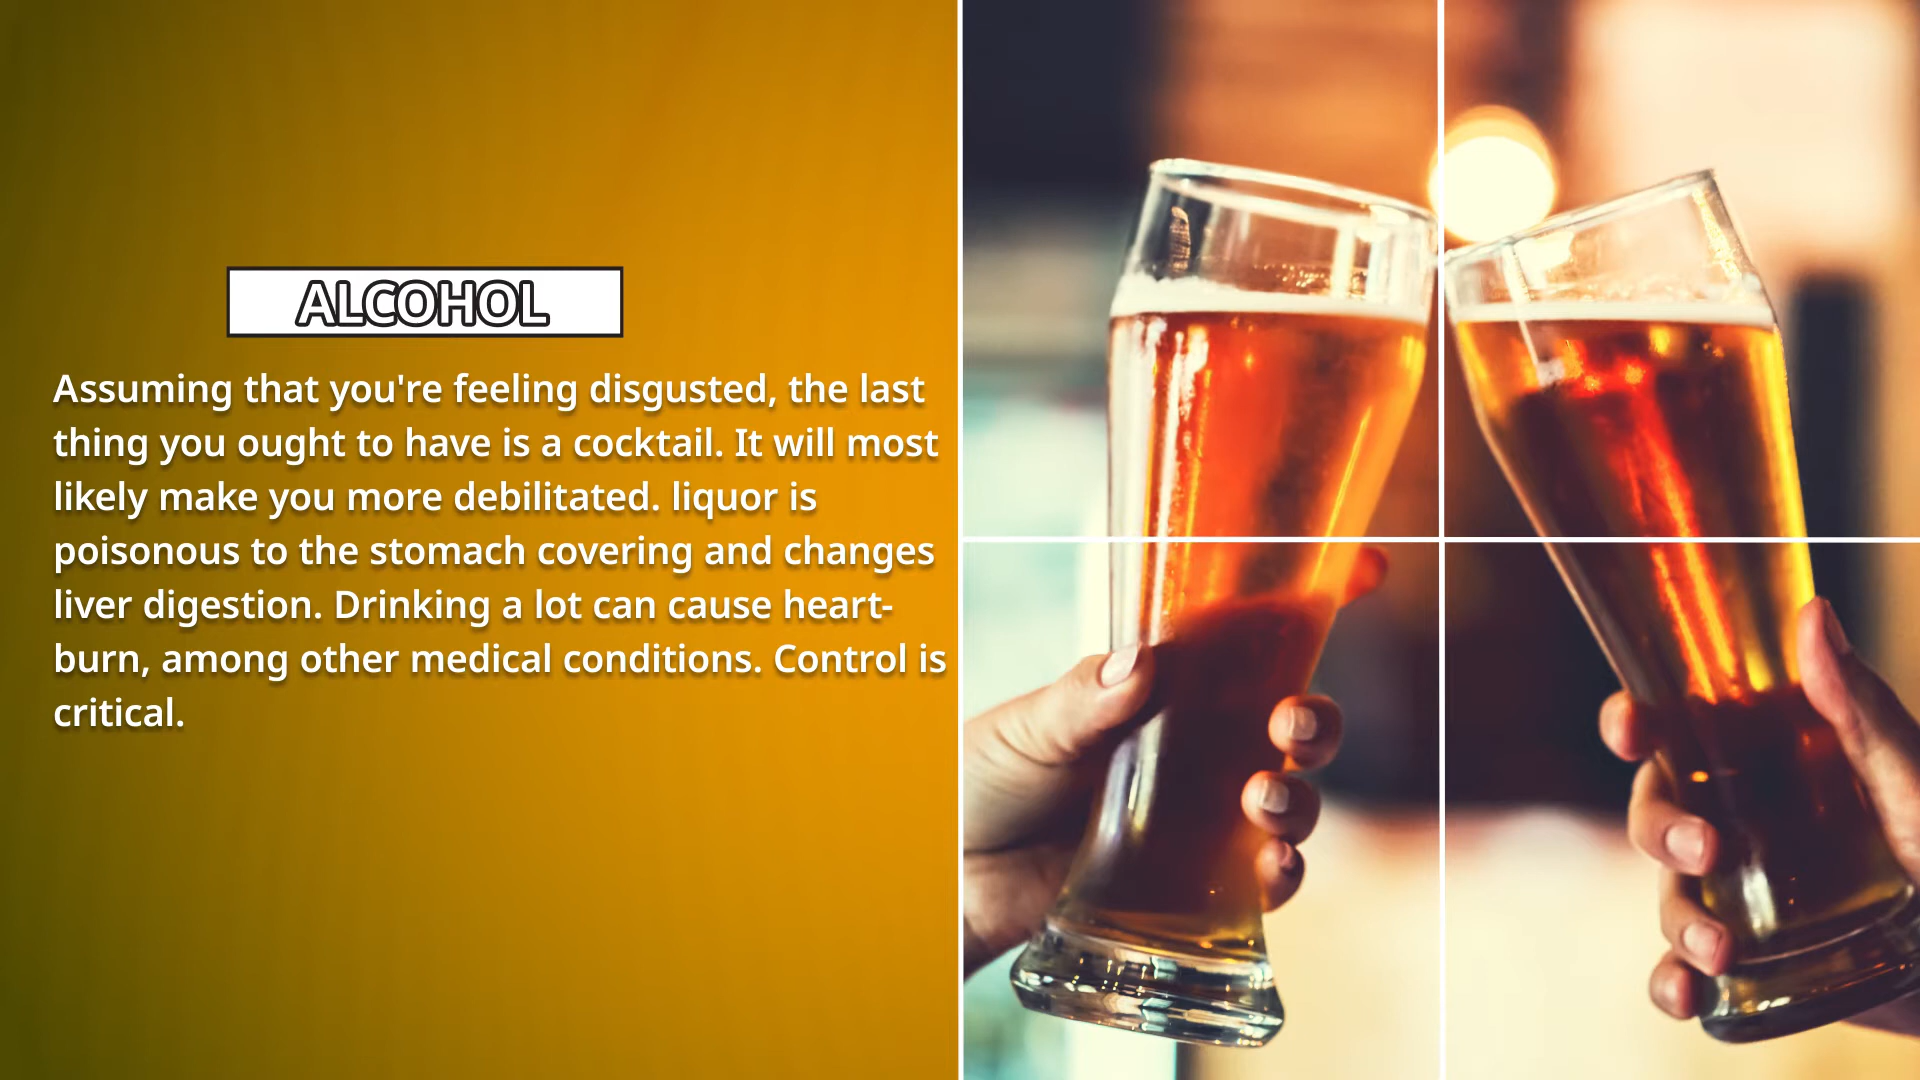 ALCOHOL
Assuming that you're feeling disgusted, the last
thing you ought to have is a cocktail. It will most
likely make you more debilitated. liquor is
poisonous to the stomach covering and changes
liver digestion. Drinking a lot can cause heart-
burn, among other medical conditions. Control is
critical.